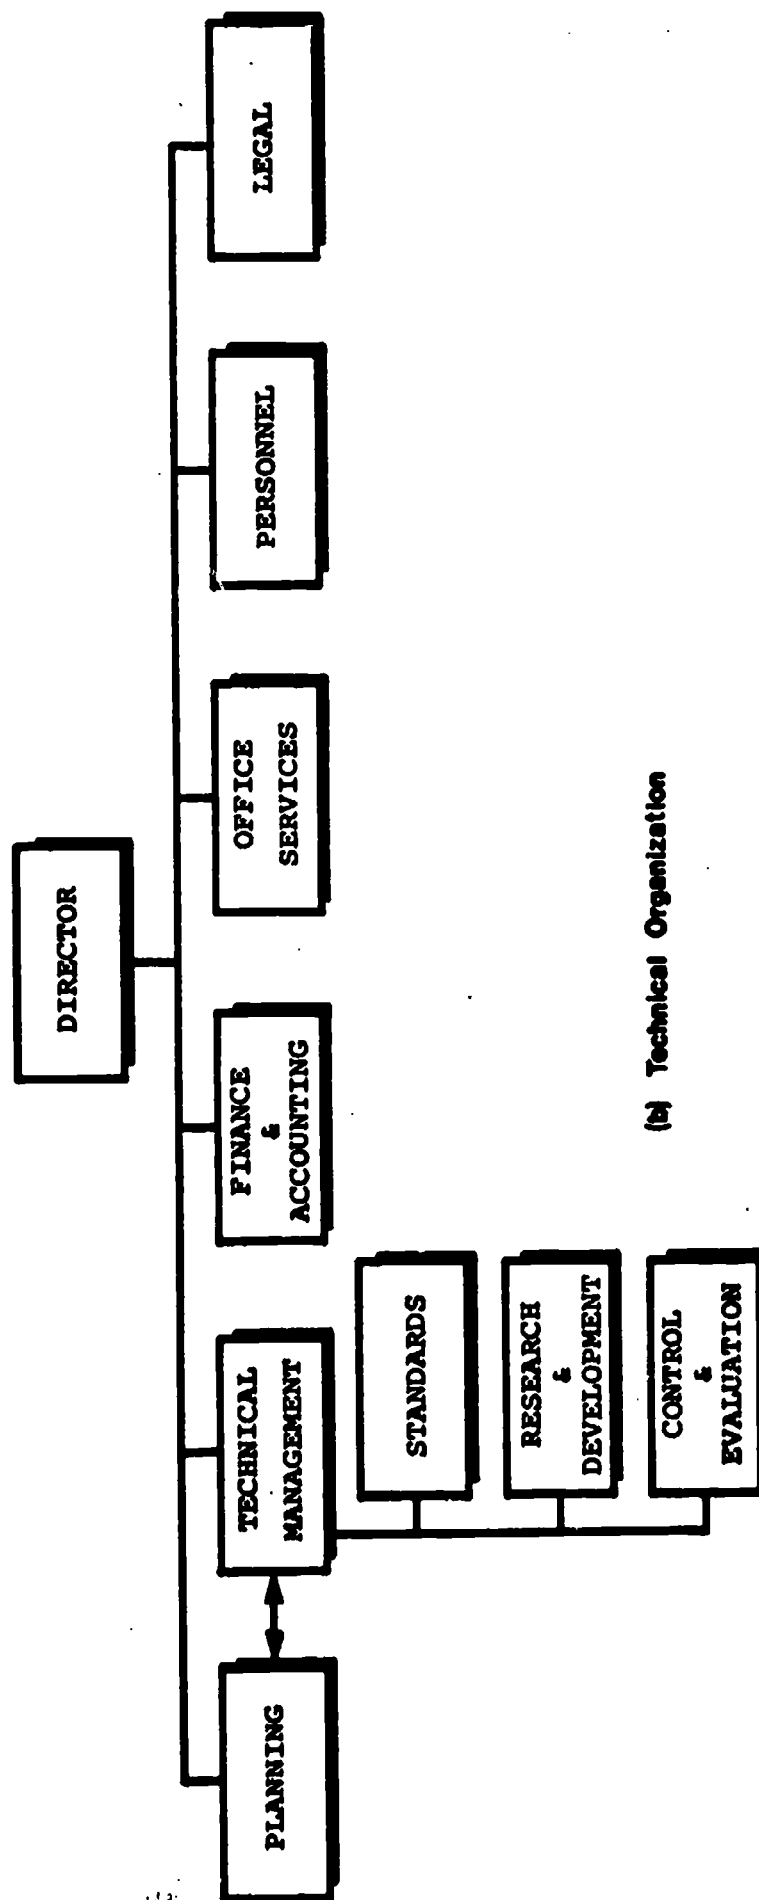 DIRECTOR
PLANNING
TECHNICAL
MANAGEMENT
FINANCE
&
ACCOUNTING
OFFICE
SERVICES
PERSONNEL
LEGAL
STANDARDS
RESEARCH
&
DEVELOPMENT
CONTROL
&
EVALUATION
(b) Technical Organization